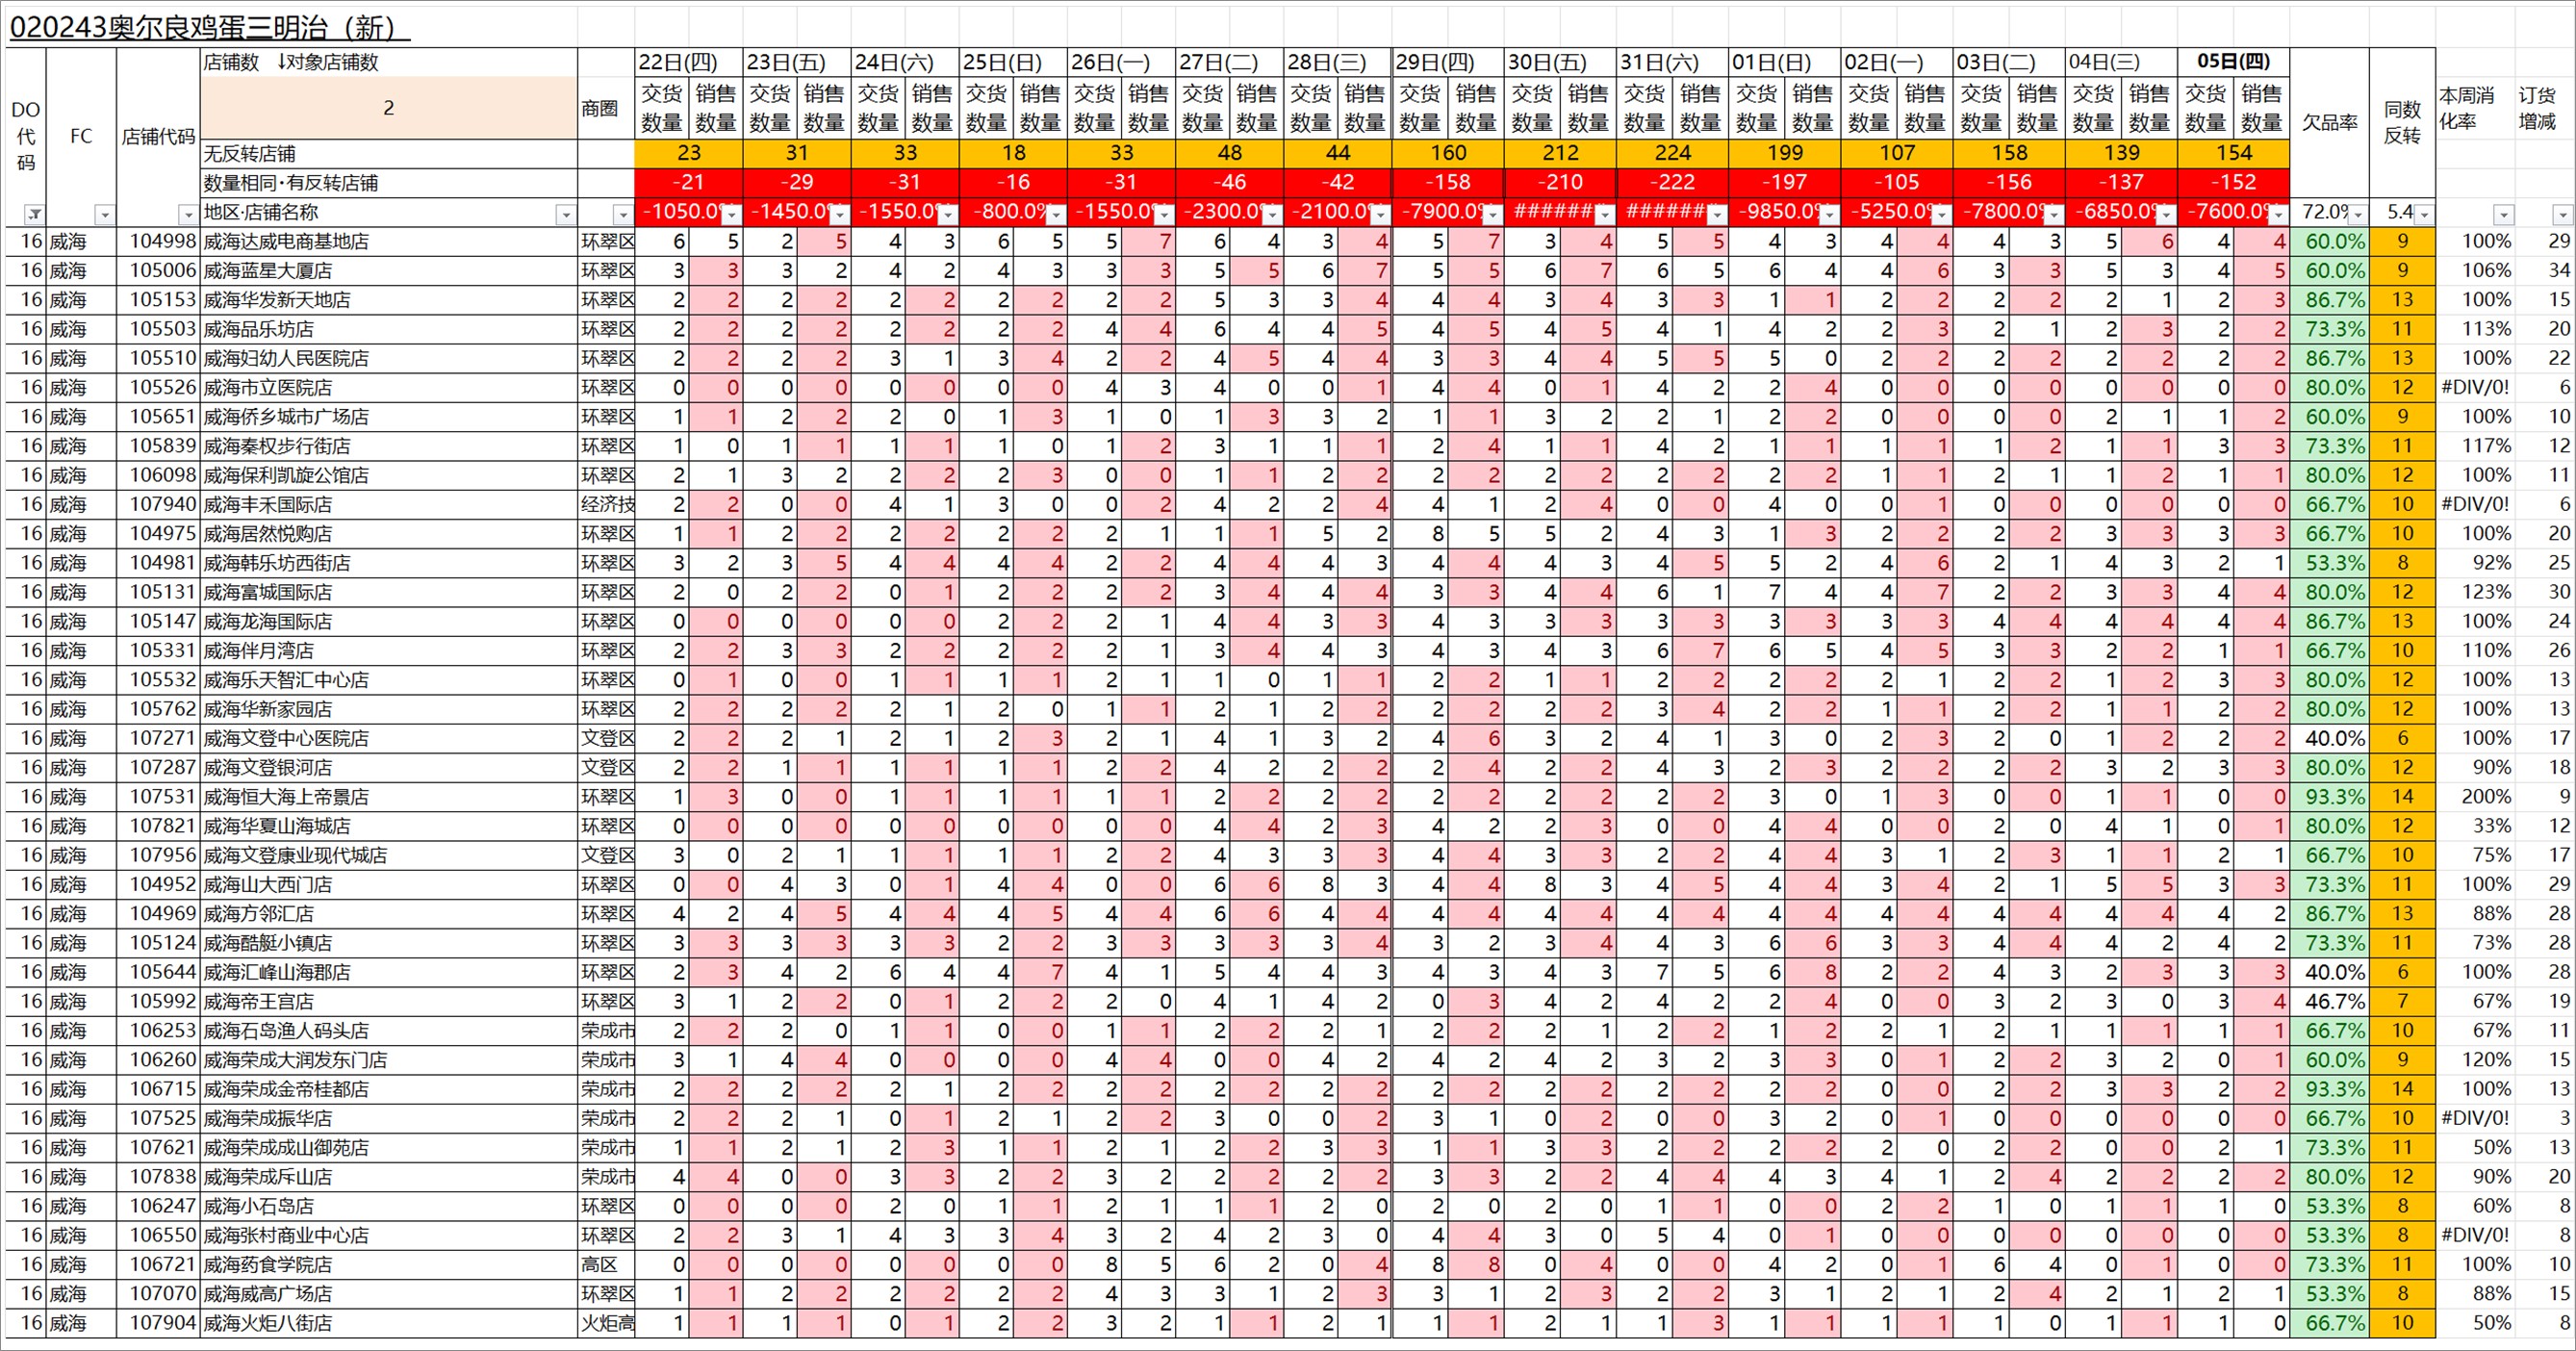 020243奥尔良鸡蛋三明治（新）
店铺数 ↓对象店铺数 22日(四) 23日(五) 24日(六) 25日(日) 26日(一) 27日(二) 28日(三) 29日(四) 30日(五) 31日(六) 01日(日) 02日(一) 03日(二) 04日(三) 05日(四)
DO代码 FC 店铺代码 2 商圈 交货数量 销售数量 交货数量 销售数量 交货数量 销售数量 交货数量 销售数量 交货数量 销售数量 交货数量 销售数量 交货数量 销售数量 交货数量 销售数量 交货数量 销售数量 交货数量 销售数量 交货数量 销售数量 交货数量 销售数量 交货数量 销售数量 交货数量 销售数量 交货数量 销售数量 欠品率 同数反转 本周消化率 订货增减
无反转店铺 23 31 33 18 33 48 44 160 212 224 199 107 158 139 154
数量相同·有反转店铺 -21 -29 -31 -16 -31 -46 -42 -158 -210 -222 -197 -105 -156 -137 -152
地区·店铺名称 -1050.0% -1450.0% -1550.0% -800.0% -1550.0% -2300.0% -2100.0% -7900.0% ###### ###### -9850.0% -5250.0% -7800.0% -6850.0% -7600.0% 72.0% 5.4
16 威海 104998 威海达威电商基地店 环翠区 6 5 2 5 4 3 6 5 5 7 6 4 3 4 5 7 3 4 5 5 4 3 4 4 4 3 5 6 4 4 60.0% 9 100% 29
16 威海 105006 威海蓝星大厦店 环翠区 3 3 3 2 4 2 4 3 3 3 5 5 6 7 5 5 6 7 6 5 6 4 4 6 3 3 5 3 4 5 60.0% 9 106% 34
16 威海 105153 威海华发新天地店 环翠区 2 2 2 2 2 2 2 2 2 2 5 3 3 4 4 4 3 4 3 3 1 1 2 2 2 2 2 1 2 3 86.7% 13 100% 15
16 威海 105503 威海品乐坊店 环翠区 2 2 2 2 2 2 2 2 4 4 6 4 4 5 4 5 4 5 4 1 4 2 2 3 2 1 2 3 2 2 73.3% 11 113% 20
16 威海 105510 威海妇幼人民医院店 环翠区 2 2 2 2 3 1 3 4 2 2 4 5 4 4 3 3 4 4 5 5 5 0 2 2 2 2 2 2 2 2 86.7% 13 100% 22
16 威海 105526 威海市立医院店 环翠区 0 0 0 0 0 0 0 0 4 3 4 0 0 1 4 4 0 1 4 2 2 4 0 0 0 0 0 0 0 0 80.0% 12 #DIV/0! 6
16 威海 105651 威海侨乡城市广场店 环翠区 1 1 2 2 2 0 1 3 1 0 1 3 3 2 1 1 3 2 2 1 2 2 0 0 0 0 2 1 1 2 60.0% 9 100% 10
16 威海 105839 威海秦权步行街店 环翠区 1 0 1 1 1 1 1 0 1 2 3 1 1 1 2 4 1 1 4 2 1 1 1 1 1 2 1 1 3 3 73.3% 11 117% 12
16 威海 106098 威海保利凯旋公馆店 环翠区 2 1 3 2 2 2 2 3 0 0 1 1 2 2 2 2 2 2 2 2 2 2 1 1 2 1 1 2 1 1 80.0% 12 100% 11
16 威海 107940 威海丰禾国际店 经济技 2 2 0 0 4 1 3 0 0 2 4 2 2 4 4 1 2 4 0 0 4 0 0 1 0 0 0 0 0 0 66.7% 10 #DIV/0! 6
16 威海 104975 威海居然悦购店 环翠区 1 1 2 2 2 2 2 2 2 1 1 1 5 2 8 5 5 2 4 3 1 3 2 2 2 2 3 3 3 3 66.7% 10 100% 20
16 威海 104981 威海韩乐坊西街店 环翠区 3 2 3 5 4 4 4 4 2 2 4 4 4 3 4 4 4 3 4 5 5 2 4 6 2 1 4 3 2 1 53.3% 8 92% 25
16 威海 105131 威海富城国际店 环翠区 2 0 2 2 0 1 2 2 2 2 3 4 4 4 3 3 4 4 6 1 7 4 4 7 2 2 3 3 4 4 80.0% 12 123% 30
16 威海 105147 威海龙海国际店 环翠区 0 0 0 0 0 0 2 2 2 1 4 4 3 3 4 3 3 3 3 3 3 3 3 3 4 4 4 4 4 4 86.7% 13 100% 24
16 威海 105331 威海伴月湾店 环翠区 2 2 3 3 2 2 2 2 2 1 3 4 4 3 4 3 4 3 6 7 6 5 4 5 3 3 2 2 1 1 66.7% 10 110% 26
16 威海 105532 威海乐天智汇中心店 环翠区 0 1 0 0 1 1 1 1 2 1 1 0 1 1 2 2 1 1 2 2 2 2 2 1 2 2 1 2 3 3 80.0% 12 100% 13
16 威海 105762 威海华新家园店 环翠区 2 2 2 2 2 1 2 0 1 1 2 1 2 2 2 2 2 2 3 4 2 2 1 1 2 2 1 1 2 2 80.0% 12 100% 13
16 威海 107271 威海文登中心医院店 文登区 2 2 2 1 2 1 2 3 2 1 4 1 3 2 4 6 3 2 4 1 3 0 2 3 2 0 1 2 2 2 40.0% 6 100% 17
16 威海 107287 威海文登银河店 文登区 2 2 1 1 1 1 1 1 2 2 4 2 2 2 2 4 2 2 4 3 2 3 2 2 2 2 3 2 3 3 80.0% 12 90% 18
16 威海 107531 威海恒大海上帝景店 环翠区 1 3 0 0 1 1 1 1 1 1 2 2 2 2 2 2 2 2 2 2 3 0 1 3 0 0 1 1 0 0 93.3% 14 200% 9
16 威海 107821 威海华夏山海城店 环翠区 0 0 0 0 0 0 0 0 0 0 4 4 2 3 4 2 2 3 0 0 4 4 0 0 2 0 4 1 0 1 80.0% 12 33% 12
16 威海 107956 威海文登康业现代城店 文登区 3 0 2 1 1 1 1 1 2 2 4 3 3 3 4 4 3 3 2 2 4 4 3 1 2 3 1 1 2 1 66.7% 10 75% 17
16 威海 104952 威海山大西门店 环翠区 0 0 4 3 0 1 4 4 0 0 6 6 8 3 4 4 8 3 4 5 4 4 3 4 2 1 5 5 3 3 73.3% 11 100% 29
16 威海 104969 威海方邻汇店 环翠区 4 2 4 5 4 4 4 5 4 4 6 6 4 4 4 4 4 4 4 4 4 4 4 4 4 4 4 4 4 2 86.7% 13 88% 28
16 威海 105124 威海酷艇小镇店 环翠区 3 3 3 3 3 3 2 2 3 3 3 3 3 4 3 2 3 4 4 3 6 6 3 3 4 4 4 2 4 2 73.3% 11 73% 28
16 威海 105644 威海汇峰山海郡店 环翠区 2 3 4 2 6 4 4 7 4 1 5 4 4 3 4 3 4 3 7 5 6 8 2 2 4 3 2 3 3 3 40.0% 6 100% 28
16 威海 105992 威海帝王宫店 环翠区 3 1 2 2 0 1 2 2 2 0 4 1 4 2 0 3 4 2 4 2 2 4 0 0 3 2 3 0 3 4 46.7% 7 67% 19
16 威海 106253 威海石岛渔人码头店 荣成市 2 2 2 0 1 1 0 0 1 1 2 2 2 1 2 2 2 1 2 2 1 2 2 1 2 1 1 1 1 1 66.7% 10 67% 11
16 威海 106260 威海荣成大润发东门店 荣成市 3 1 4 4 0 0 0 0 4 4 0 0 4 2 4 2 4 2 3 2 3 3 0 1 2 2 3 2 0 1 60.0% 9 120% 15
16 威海 106715 威海荣成金帝桂都店 荣成市 2 2 2 2 2 1 2 2 2 2 2 2 2 2 2 2 2 2 2 2 2 2 0 0 2 2 3 3 2 2 93.3% 14 100% 13
16 威海 107525 威海荣成振华店 荣成市 2 2 2 1 0 1 2 1 2 2 3 0 0 2 3 1 0 2 0 0 3 2 0 1 0 0 0 0 0 0 66.7% 10 #DIV/0! 3
16 威海 107621 威海荣成成山御苑店 荣成市 1 1 2 1 2 3 1 1 2 1 2 2 3 3 1 1 3 3 2 2 2 2 2 0 2 2 0 0 2 1 73.3% 11 50% 13
16 威海 107838 威海荣成斥山店 荣成市 4 4 0 0 3 3 2 2 3 2 2 2 2 2 3 3 2 2 4 4 4 3 4 1 2 4 2 2 2 2 80.0% 12 90% 20
16 威海 106247 威海小石岛店 环翠区 0 0 0 0 2 0 1 1 2 1 1 1 2 0 2 0 2 0 1 1 0 0 2 2 1 0 1 1 1 0 53.3% 8 60% 8
16 威海 106550 威海张村商业中心店 环翠区 2 2 3 1 4 3 3 4 3 2 4 2 3 0 4 4 3 0 5 4 0 1 0 0 0 0 0 0 0 0 53.3% 8 #DIV/0! 8
16 威海 106721 威海药食学院店 高区 0 0 0 0 0 0 0 0 8 5 6 2 0 4 8 8 0 4 0 0 4 2 0 1 6 4 0 1 0 0 73.3% 11 100% 10
16 威海 107070 威海威高广场店 环翠区 1 1 2 2 2 2 2 2 4 3 3 1 2 3 3 1 2 3 2 2 3 1 2 1 2 4 2 1 2 1 53.3% 8 88% 15
16 威海 107904 威海火炬八街店 火炬高 1 1 1 1 0 1 2 2 3 2 1 1 2 1 1 1 2 1 1 3 1 1 1 1 1 0 1 1 1 0 66.7% 10 50% 8